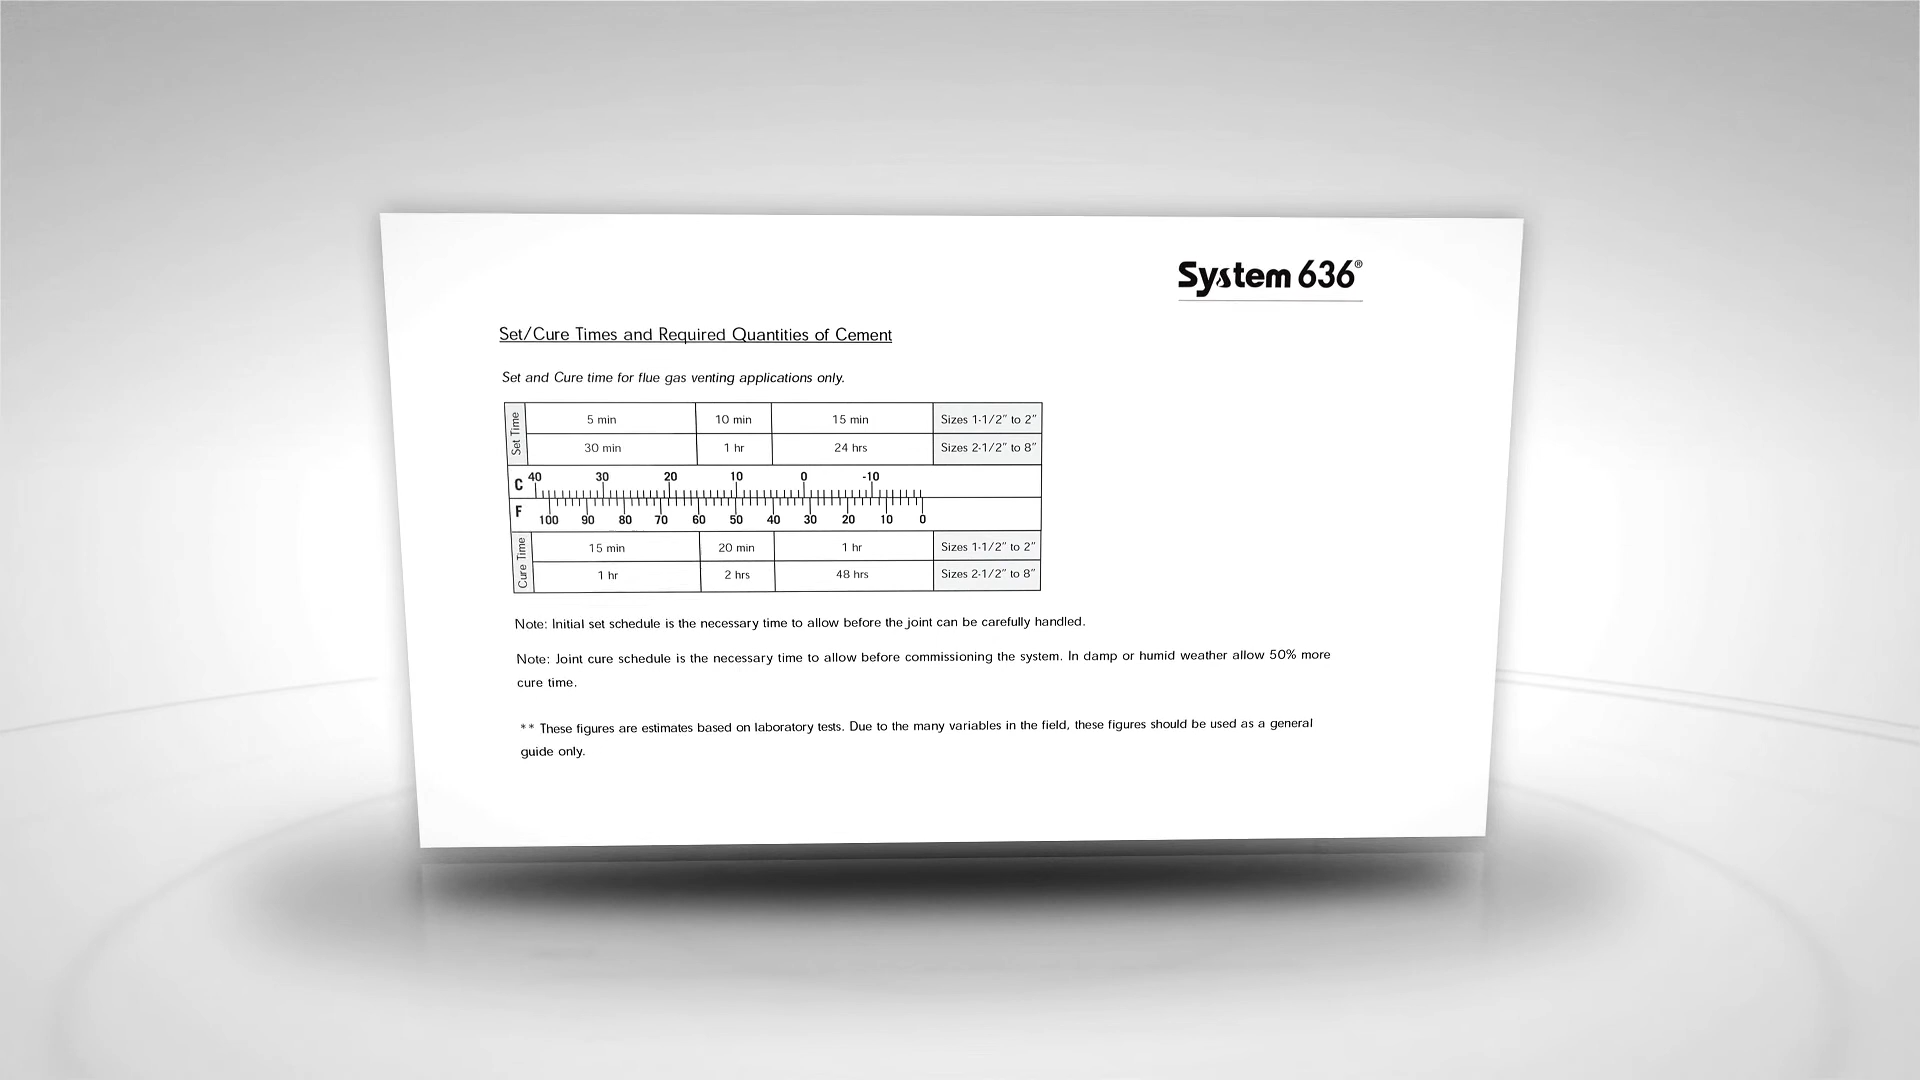 System 636®
Set/Cure Times and Required Quantities of Cement
Set and Cure time for flue gas venting applications only.
Set Time
5 min 10 min 15 min Sizes 1-1/2" to 2"
30 min 1 hr 24 hrs Sizes 2-1/2" to 8"
C 40 30 20 10 0 -10
F 100 90 80 70 60 50 40 30 20 10 0
Cure Time
15 min 20 min 1 hr Sizes 1-1/2" to 2"
1 hr 2 hrs 48 hrs Sizes 2-1/2" to 8"
Note: Initial set schedule is the necessary time to allow before the joint can be carefully handled.
Note: Joint cure schedule is the necessary time to allow before commissioning the system. In damp or humid weather allow 50% more
cure time.
** These figures are estimates based on laboratory tests. Due to the many variables in the field, these figures should be used as a general
guide only.